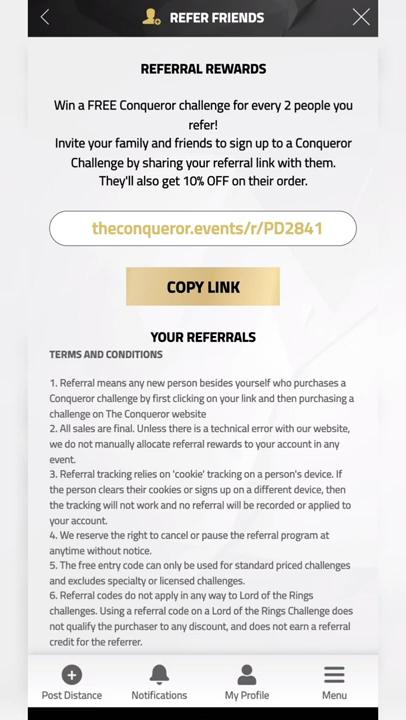 REFER FRIENDS
REFERRAL REWARDS
Win a FREE Conqueror challenge for every 2 people you
refer!
Invite your family and friends to sign up to a Conqueror
Challenge by sharing your referral link with them.
They'll also get 10% OFF on their order.
theconqueror.events/r/PD2841
COPY LINK
YOUR REFERRALS
TERMS AND CONDITIONS
1. Referral means any new person besides yourself who purchases a
Conqueror challenge by first clicking on your link and then purchasing a
challenge on The Conqueror website
2. All sales are final. Unless there is a technical error with our website,
we do not manually allocate referral rewards to your account in any
event.
3. Referral tracking relies on 'cookie' tracking on a person's device. If
the person clears their cookies or signs up on a different device, then
the tracking will not work and no referral will be recorded or applied to
your account.
4. We reserve the right to cancel or pause the referral program at
anytime without notice.
5. The free entry code can only be used for standard priced challenges
and excludes specialty or licensed challenges.
6. Referral codes do not apply in any way to Lord of the Rings
challenges. Using a referral code on a Lord of the Rings Challenge does
not qualify the purchaser to any discount, and does not earn a referral
credit for the referrer.
Post Distance
Notifications
My Profile
Menu